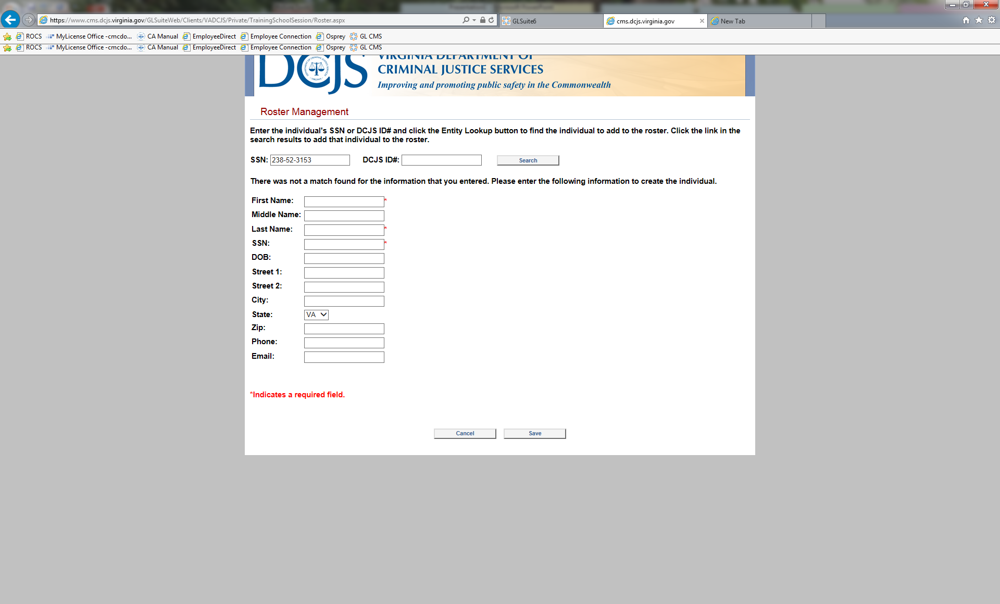 https://www.cms.dcjs.virginia.gov/GLSuiteWeb/Clients/VADCJS/Private/TrainingSchoolSession/Roster.aspx
GLSuite6
cms.dcjs.virginia.gov
New Tab
ROCS MyLicense Office -cmcdo... CA Manual EmployeeDirect Employee Connection Osprey GL CMS
ROCS MyLicense Office -cmcdo... CA Manual EmployeeDirect Employee Connection Osprey GL CMS
DCJS
VIRGINIA DEPARTMENT OF
CRIMINAL JUSTICE SERVICES
Improving and promoting public safety in the Commonwealth
Roster Management
Enter the individual's SSN or DCJS ID# and click the Entity Lookup button to find the individual to add to the roster. Click the link in the
search results to add that individual to the roster.
SSN: 238-52-3153 DCJS ID#: Search
There was not a match found for the information that you entered. Please enter the following information to create the individual.
First Name: *
Middle Name:
Last Name: *
SSN: *
DOB:
Street 1:
Street 2:
City:
State: VA
Zip:
Phone:
Email:
*Indicates a required field.
Cancel Save